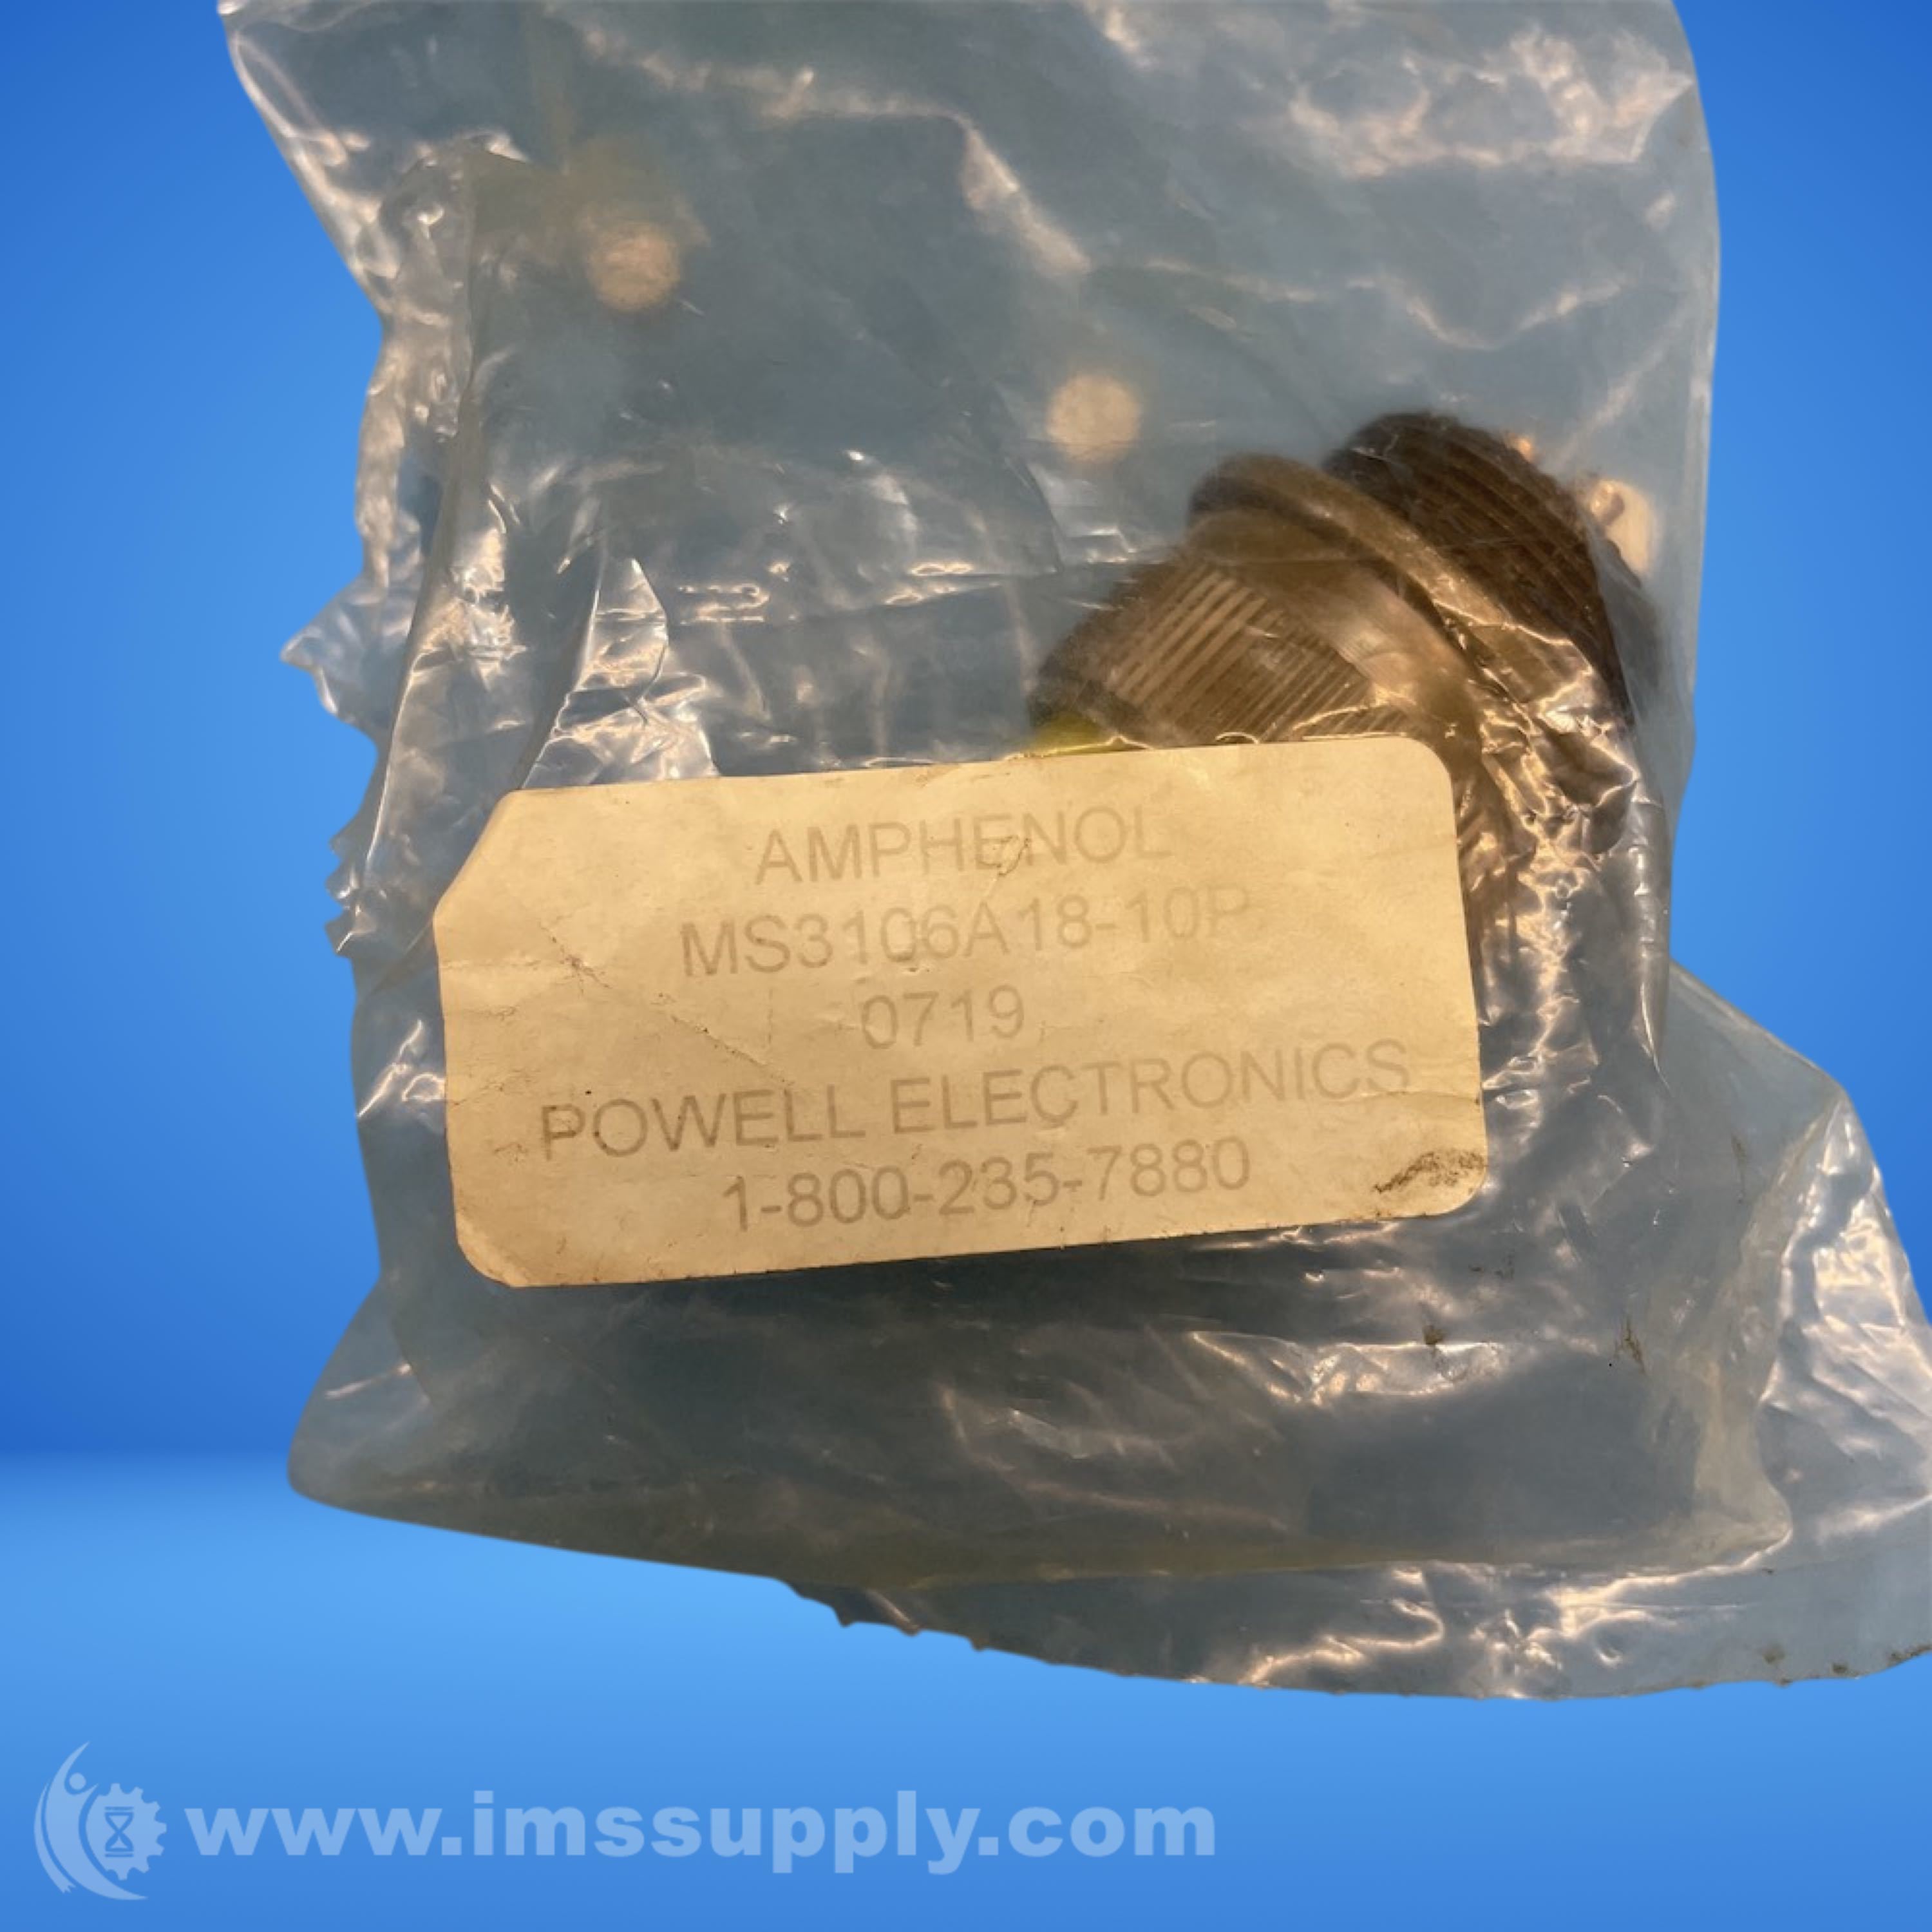 AMPHENOL
MS3106A18-10P
0719
POWELL ELECTRONICS
1-800-235-7880
www.imssupply.com